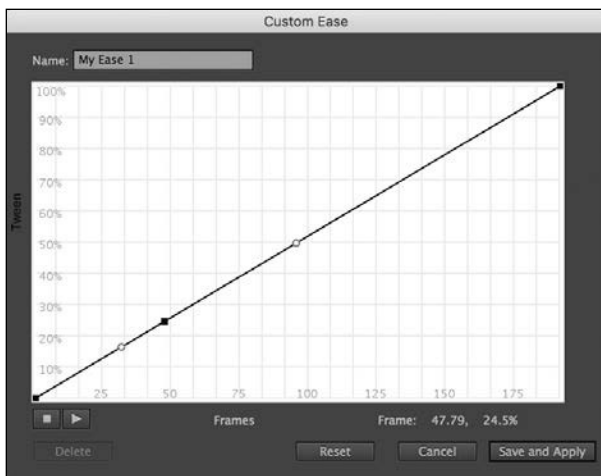 Custom Ease
Name: My Ease 1
100%
90%
80%
70%
60%
50%
40%
30%
20%
10%
Tween
25 50 75 100 125 150 175
Frames Frame: 47.79, 24.5%
Delete Reset Cancel Save and Apply